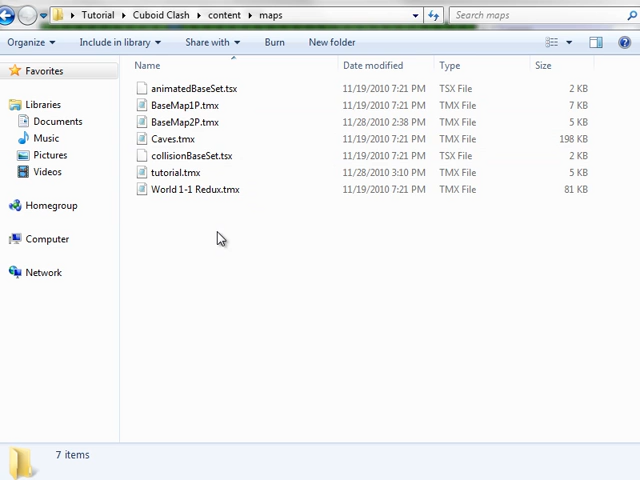 Tutorial Cuboid Clash content maps Search maps
Organize Include in library Share with Burn New folder
Favorites
Libraries
Documents
Music
Pictures
Videos
Homegroup
Computer
Network
Name Date modified Type Size
animatedBaseSet.tsx 11/19/2010 7:21 PM TSX File 2 KB
BaseMap1P.tmx 11/19/2010 7:21 PM TMX File 7 KB
BaseMap2P.tmx 11/28/2010 2:38 PM TMX File 5 KB
Caves.tmx 11/19/2010 7:21 PM TMX File 198 KB
collisionBaseSet.tsx 11/19/2010 7:21 PM TSX File 2 KB
tutorial.tmx 11/28/2010 3:10 PM TMX File 5 KB
World 1-1 Redux.tmx 11/19/2010 7:21 PM TMX File 81 KB
7 items